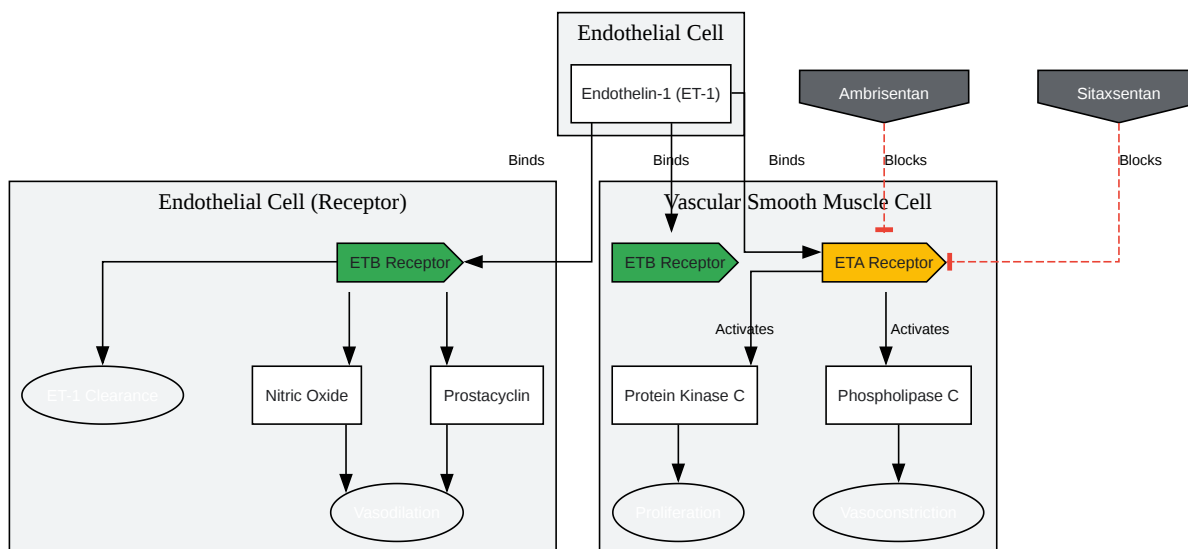 Endothelial Cell
Endothelin-1 (ET-1)
Ambrisentan
Sitaxsentan
Binds
Binds
Binds
Blocks
Blocks
Endothelial Cell (Receptor)
Vascular Smooth Muscle Cell
ETB Receptor
ETB Receptor
ETA Receptor
Activates
Activates
ET-1 Clearance
Nitric Oxide
Prostacyclin
Protein Kinase C
Phospholipase C
Vasodilation
Proliferation
Vasoconstriction